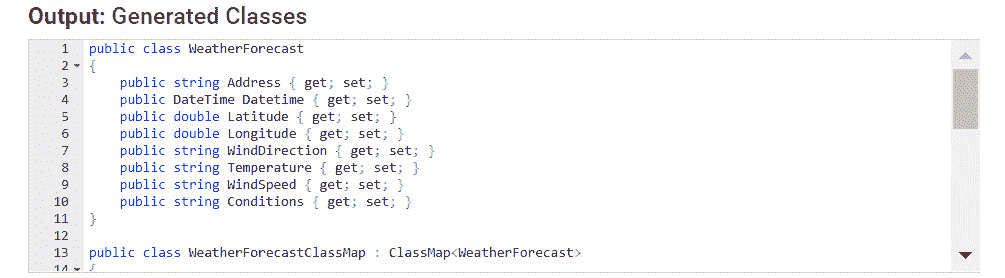 Output: Generated Classes
1 public class WeatherForecast
2 {
3 public string Address { get; set; }
4 public DateTime Datetime { get; set; }
5 public double Latitude { get; set; }
6 public double Longitude { get; set; }
7 public string WindDirection { get; set; }
8 public string Temperature { get; set; }
9 public string WindSpeed { get; set; }
10 public string Conditions { get; set; }
11 }
12
13 public class WeatherForecastClassMap : ClassMap<WeatherForecast>
14 {